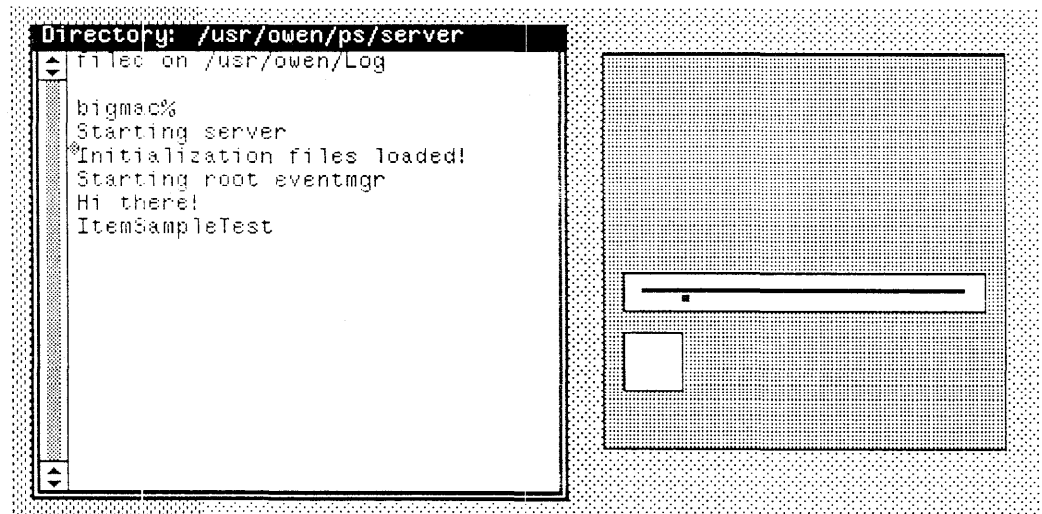 Directory: /usr/owen/ps/server
filed on /usr/owen/Log
bigmac%
Starting server
Initialization files loaded!
Starting root eventmgr
Hi there!
ItemSampleTest